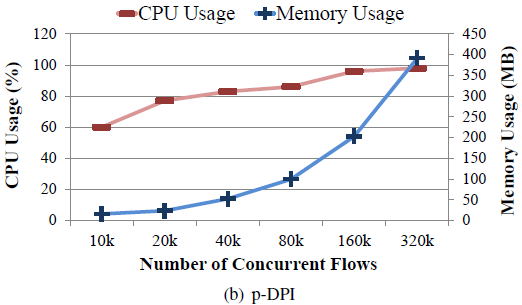 CPU Usage Memory Usage
CPU Usage (%)
120
100
80
60
40
20
0
Memory Usage (MB)
450
400
350
300
250
200
150
100
50
0
10k 20k 40k 80k 160k 320k
Number of Concurrent Flows
(b) p-DPI